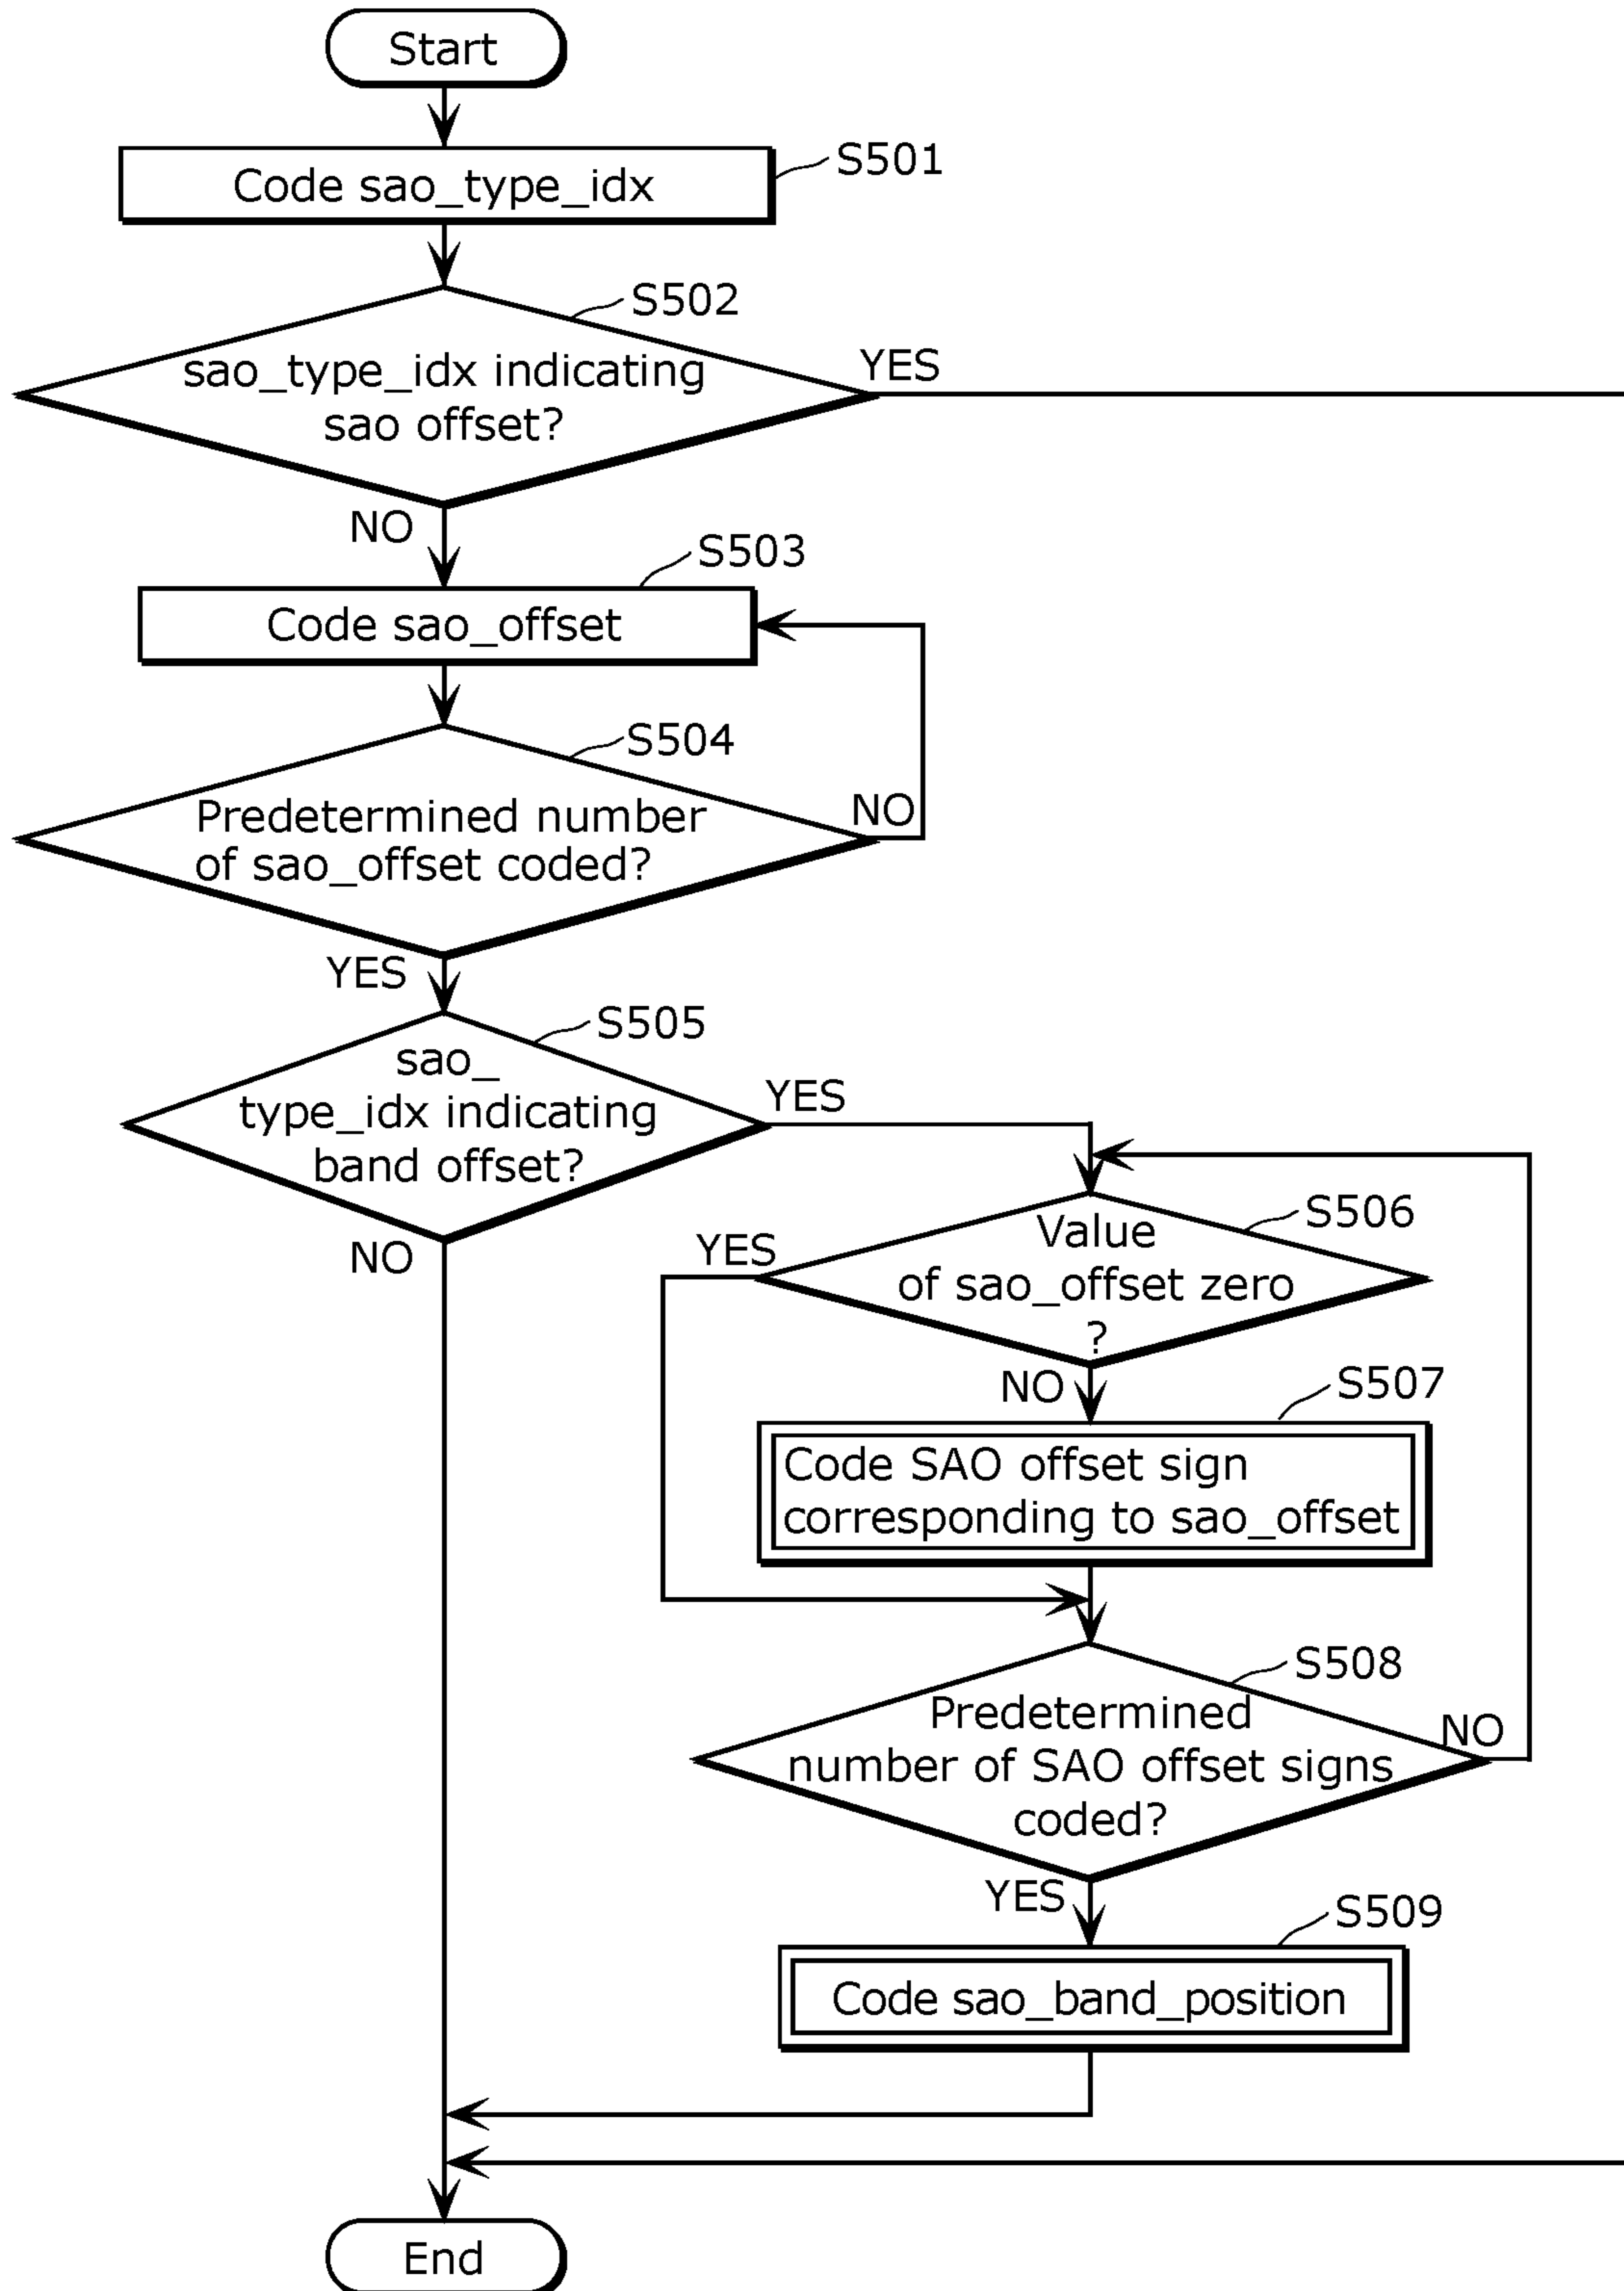 Start
Code sao_type_idx
S501
S502
sao_type_idx indicating
sao offset?
YES
NO
S503
Code sao_offset
S504
Predetermined number
of sao_offset coded?
NO
YES
S505
sao_
type_idx indicating
band offset?
YES
NO
S506
Value
of sao_offset zero
?
YES
NO
S507
Code SAO offset sign
corresponding to sao_offset
S508
Predetermined
number of SAO offset signs
coded?
NO
YES
S509
Code sao_band_position
End